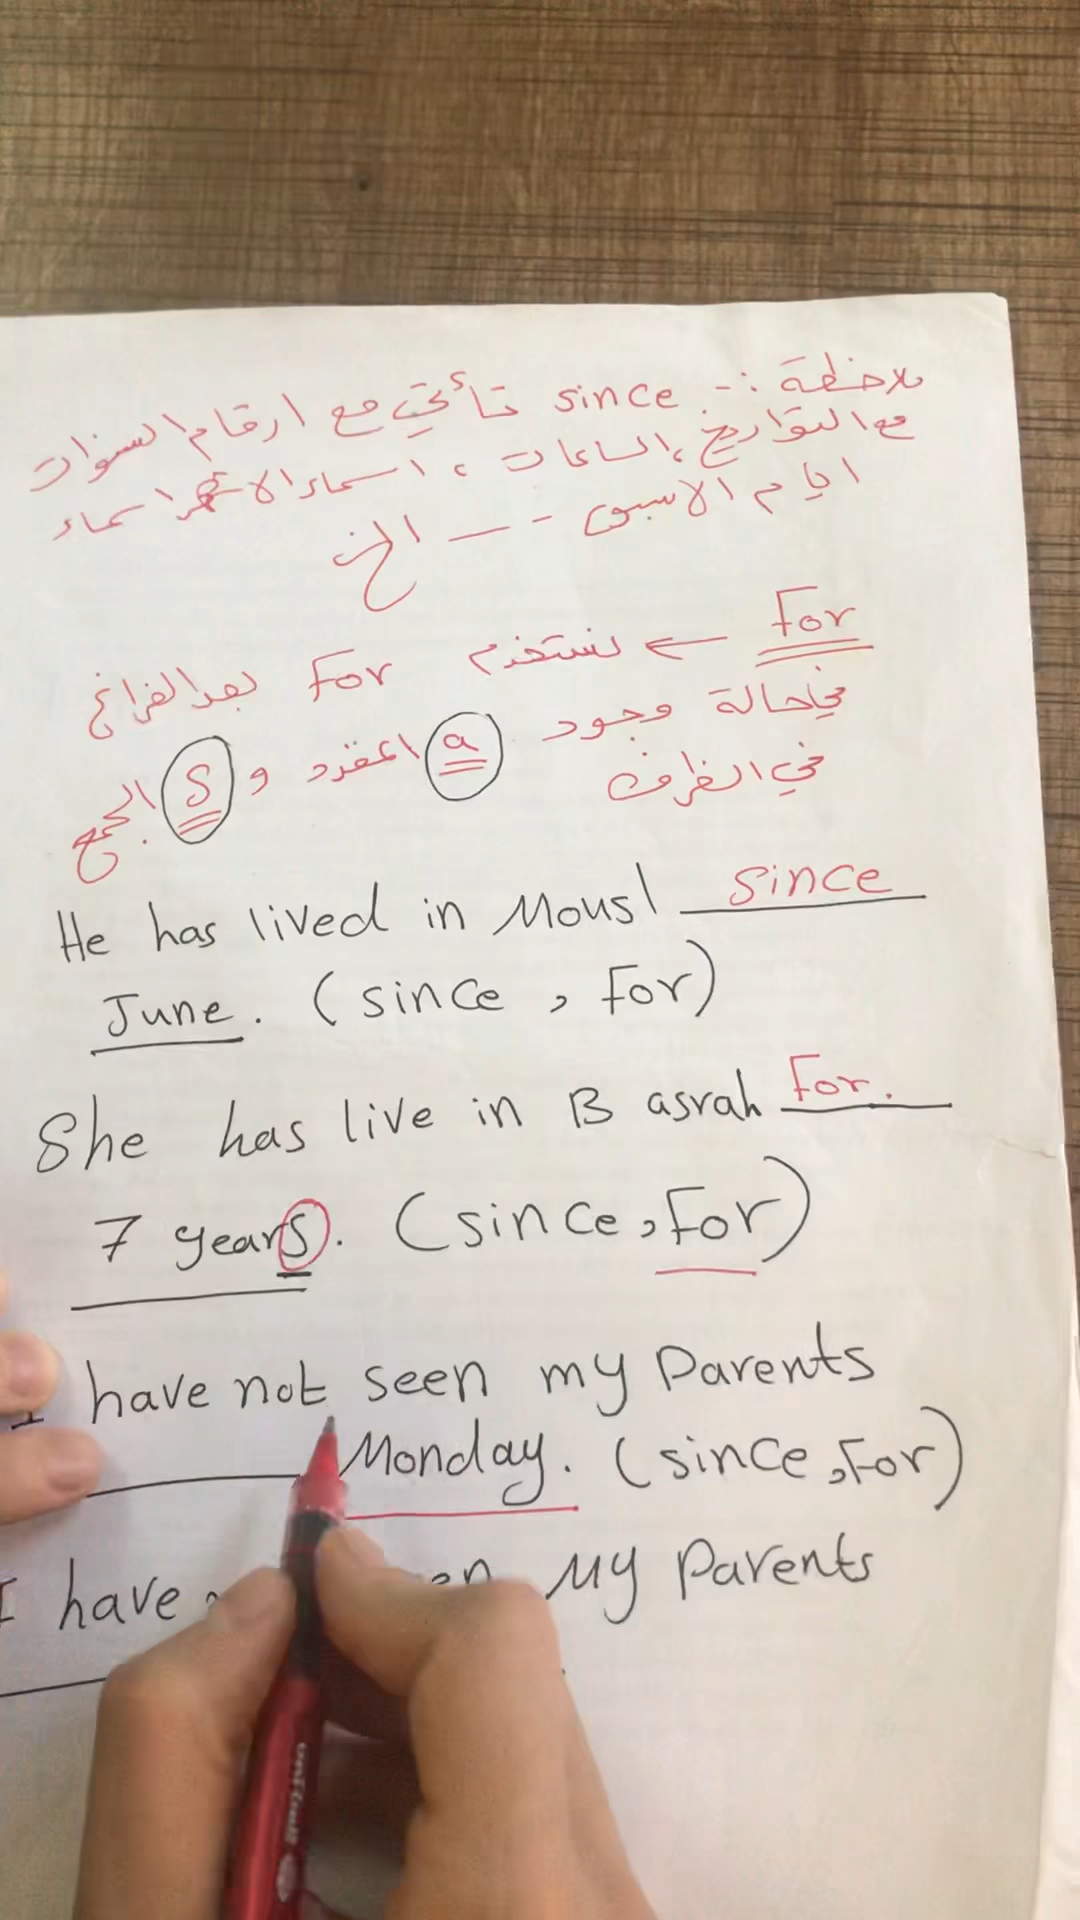 ملاحظة :- since تأتي مع ارقام السنوات
مع التواريخ، الساعات، اسماء الاشهر اسماء
ايام الاسبوع - — — الخ
For ← نستخدم For بعد الفراغ
في حالة وجود a المفرد و S الجمع
في الظرف
He has lived in Mousl since
June. (since , For)
She has live in Basrah For.
7 years. (since, For)
I have not seen my Parents
Monday. (since, For)
I have my Parents